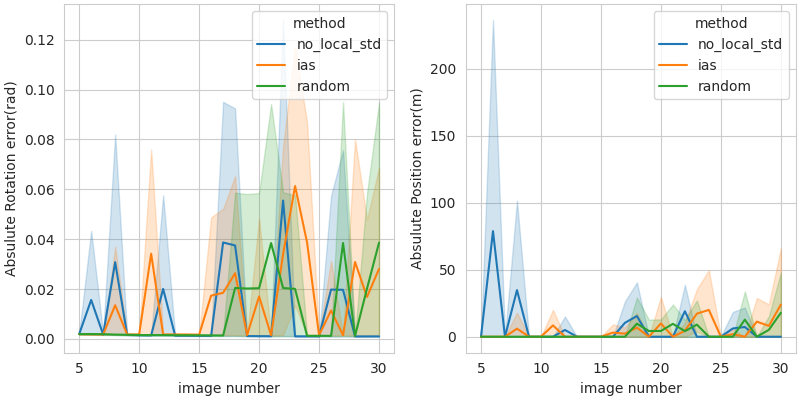 method
no_local_std
ias
random
0.12
0.10
0.08
0.06
0.04
0.02
0.00
Absulute Rotation error(rad)
5 10 15 20 25 30
image number
method
no_local_std
ias
random
200
150
100
50
0
Absulute Position error(m)
5 10 15 20 25 30
image number